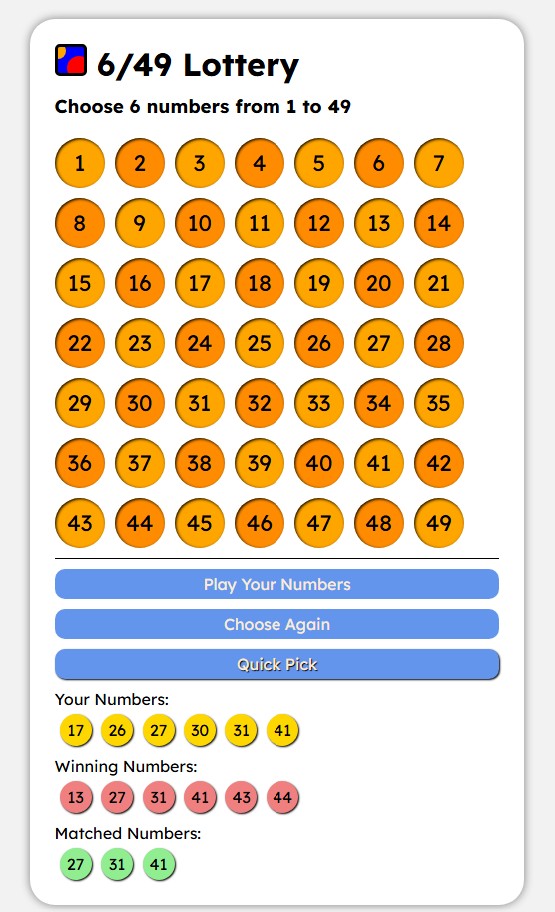 6/49 Lottery
Choose 6 numbers from 1 to 49
1 2 3 4 5 6 7
8 9 10 11 12 13 14
15 16 17 18 19 20 21
22 23 24 25 26 27 28
29 30 31 32 33 34 35
36 37 38 39 40 41 42
43 44 45 46 47 48 49
Play Your Numbers
Choose Again
Quick Pick
Your Numbers:
17 26 27 30 31 41
Winning Numbers:
13 27 31 41 43 44
Matched Numbers:
27 31 41